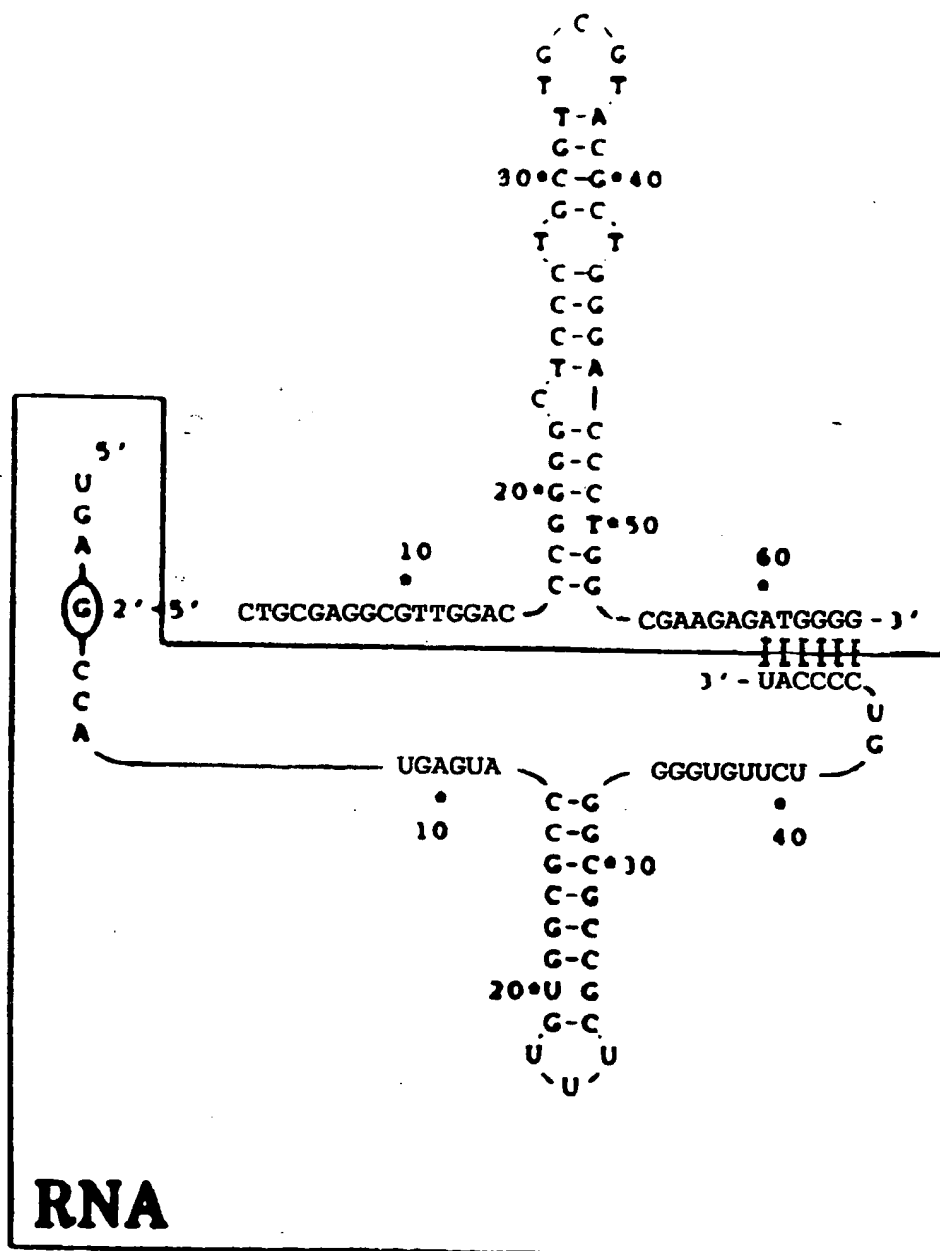 C
G G
T T
T-A
G-C
30•C-G•40
G-C
T T
C-G
C-G
C-G
T-A
C
G-C
G-C
20•G-C
G T•50
C-G
C-G
5'
U
G
A
G 2'-5' CTGCGAGGCGTTGGAC CGAAGAGATGGGG-3'
10
60
C
C
A
3'-UACCCC
U
G
UGAGUA GGGUGUUCU
10
40
C-G
C-G
G-C•30
C-G
G-C
G-C
20•U G
G-C
U U
U
RNA